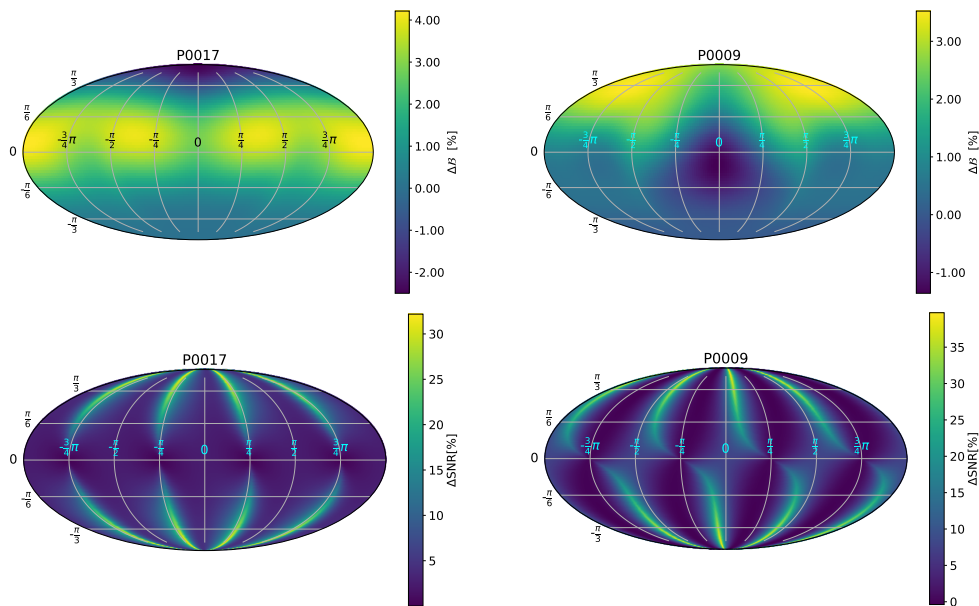 P0017
4.00
3.00
2.00
1.00
0.00
-1.00
-2.00
Δℬ [%]
π/3
π/6
0
-π/6
-π/3
-3/4π
-π/2
-π/4
0
π/4
π/2
3/4π
P0009
3.00
2.00
1.00
0.00
-1.00
Δℬ [%]
π/3
π/6
0
-π/6
-π/3
-3/4π
-π/2
-π/4
0
π/4
π/2
3/4π
P0017
30
25
20
15
10
5
ΔSNR[%]
π/3
π/6
0
-π/6
-π/3
-3/4π
-π/2
-π/4
0
π/4
π/2
3/4π
P0009
35
30
25
20
15
10
5
0
ΔSNR[%]
π/3
π/6
0
-π/6
-π/3
-3/4π
-π/2
-π/4
0
π/4
π/2
3/4π